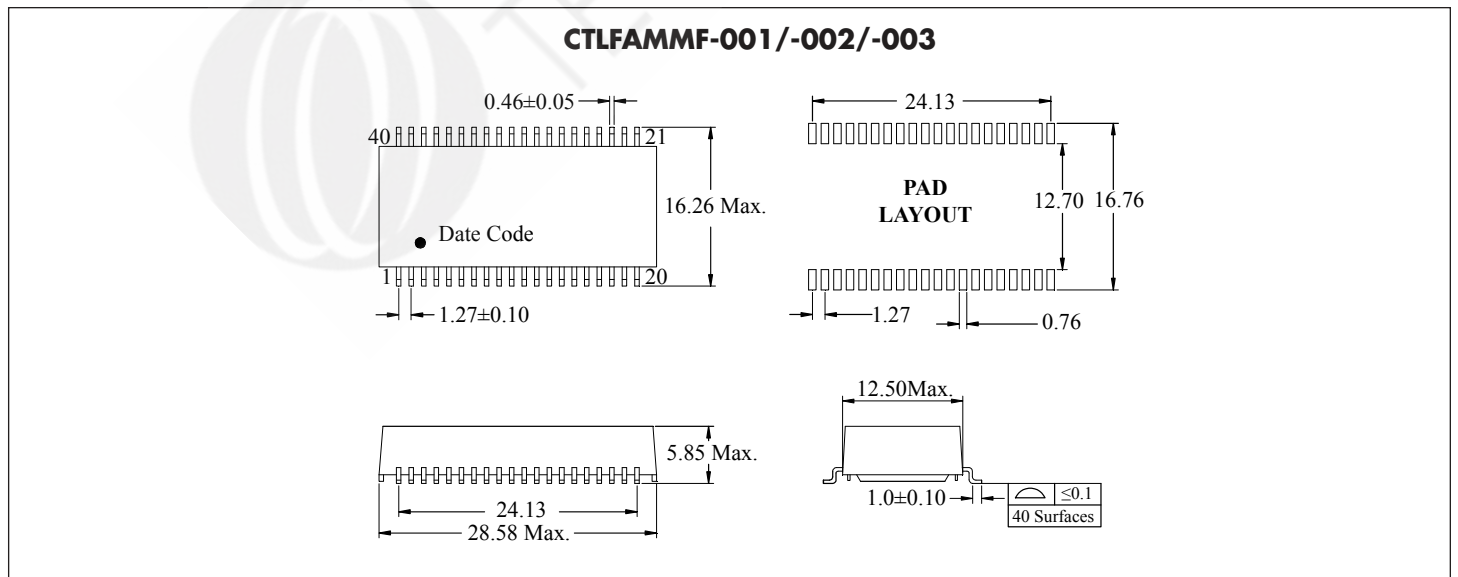 CTLFAMMF-001/-002/-003
0.46±0.05
40
21
16.26 Max.
Date Code
1
20
1.27±0.10
24.13
PAD
LAYOUT
12.70
16.76
1.27
0.76
5.85 Max.
24.13
28.58 Max.
12.50Max.
1.0±0.10
≤0.1
40 Surfaces